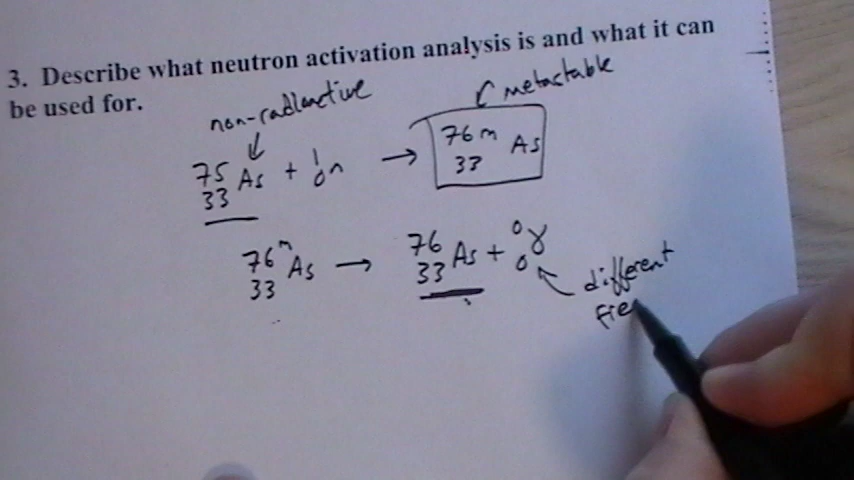 3. Describe what neutron activation analysis is and what it can
be used for.
non-radioactive
metastable
75 33 As + 1 0 n → 76m 33 As
76m 33 As → 76 33 As + 0 0 γ
different